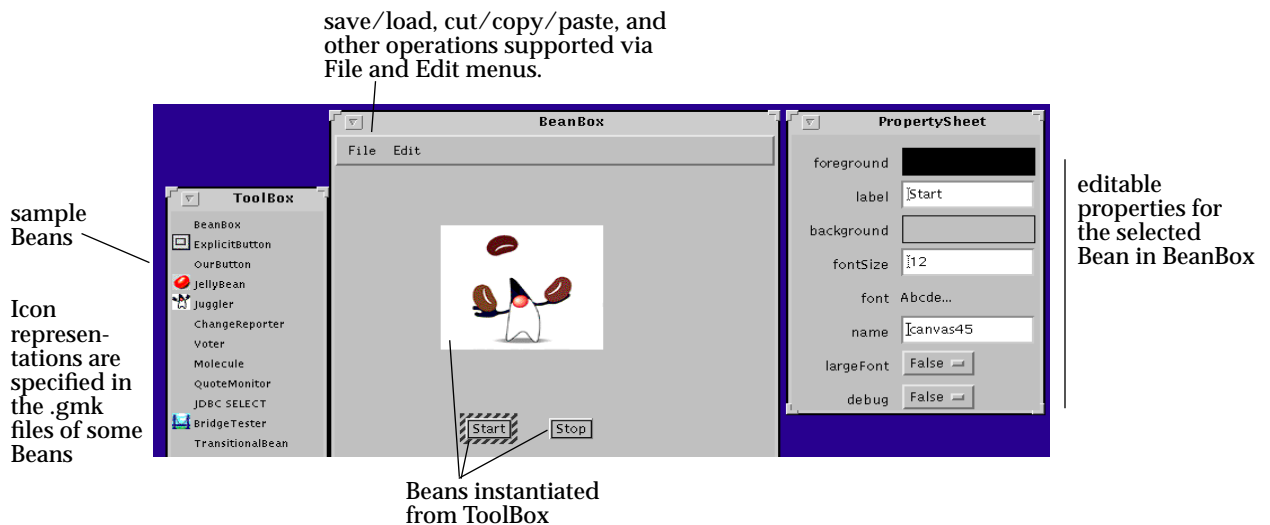 save/load, cut/copy/paste, and
other operations supported via
File and Edit menus.
sample
Beans
Icon
represen-
tations are
specified in
the .gmk
files of some
Beans
ToolBox
BeanBox
ExplicitButton
OurButton
JellyBean
Juggler
ChangeReporter
Voter
Molecule
QuoteMonitor
JDBC SELECT
BridgeTester
TransitionalBean
BeanBox
File Edit
Start Stop
PropertySheet
foreground
label Start
background
fontSize 12
font Abcde...
name canvas45
largeFont False
debug False
editable
properties for
the selected
Bean in BeanBox
Beans instantiated
from ToolBox